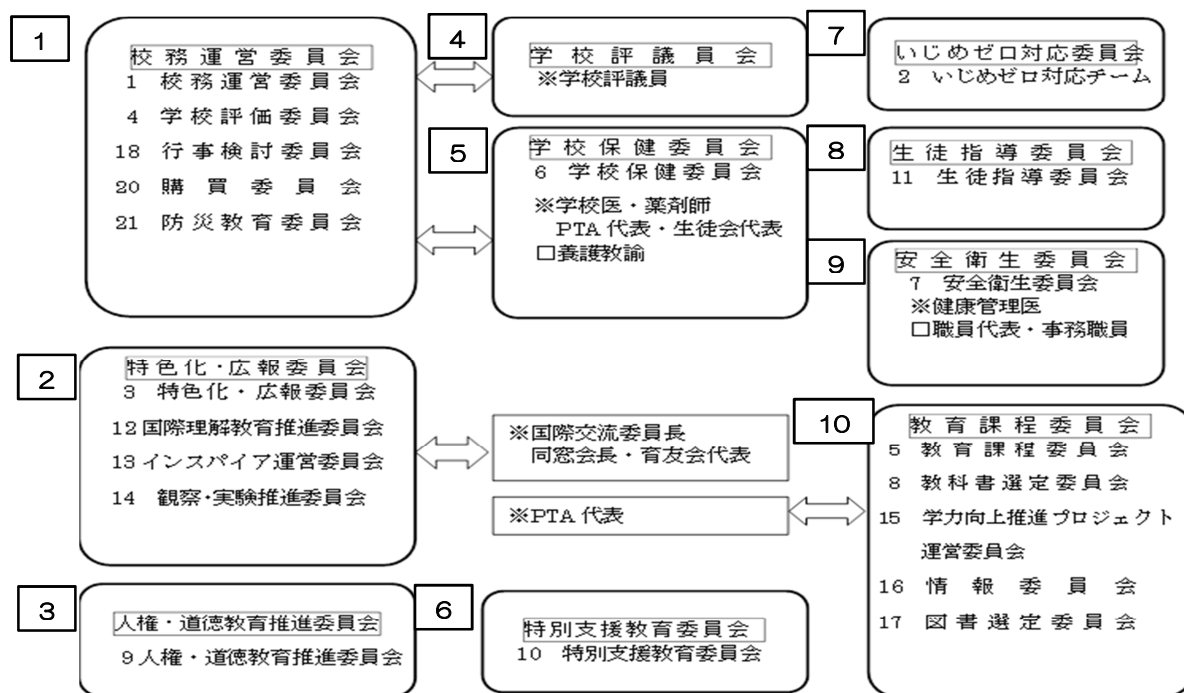 1
校務運営委員会
1 校務運営委員会
4 学校評価委員会
18 行事検討委員会
20 購買委員会
21 防災教育委員会
2
特色化・広報委員会
3 特色化・広報委員会
12 国際理解教育推進委員会
13 インスパイア運営委員会
14 観察・実験推進委員会
3
人権・道徳教育推進委員会
9 人権・道徳教育推進委員会
4
学校評議員会
※学校評議員
5
学校保健委員会
6 学校保健委員会
※学校医・薬剤師
PTA 代表・生徒会代表
□養護教諭
※国際交流委員長
同窓会長・育友会代表
※PTA 代表
6
特別支援教育委員会
10 特別支援教育委員会
7
いじめゼロ対応委員会
2 いじめゼロ対応チーム
8
生徒指導委員会
11 生徒指導委員会
9
安全衛生委員会
7 安全衛生委員会
※健康管理医
□職員代表・事務職員
10
教育課程委員会
5 教育課程委員会
8 教科書選定委員会
15 学力向上推進プロジェクト
運営委員会
16 情報委員会
17 図書選定委員会